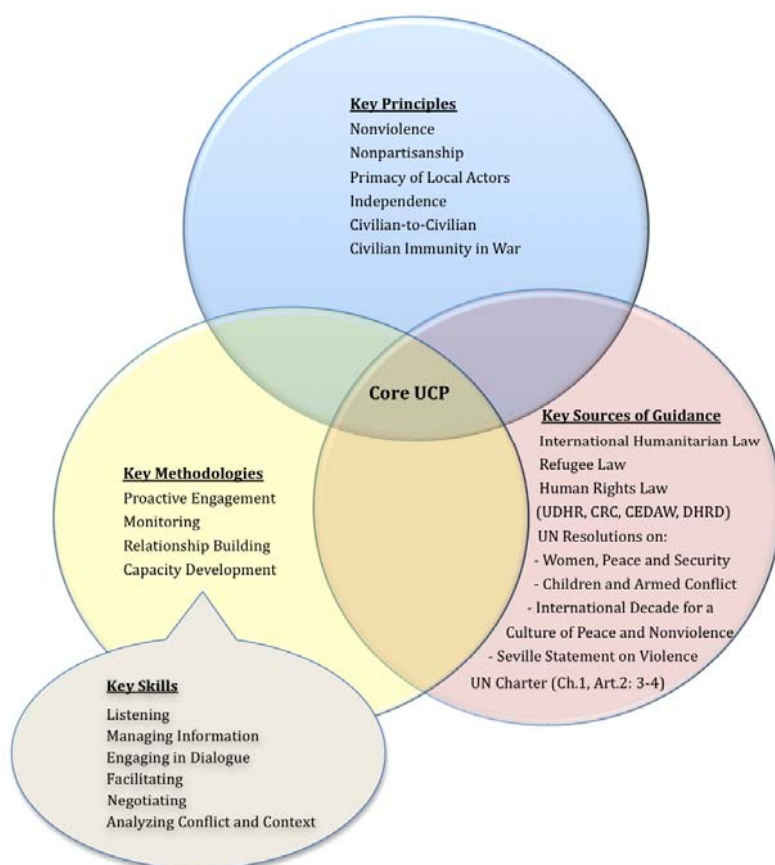 Key Principles
Nonviolence
Nonpartisanship
Primacy of Local Actors
Independence
Civilian-to-Civilian
Civilian Immunity in War
Core UCP
Key Sources of Guidance
International Humanitarian Law
Refugee Law
Human Rights Law
(UDHR, CRC, CEDAW, DHRD)
UN Resolutions on:
- Women, Peace and Security
- Children and Armed Conflict
- International Decade for a
Culture of Peace and Nonviolence
- Seville Statement on Violence
UN Charter (Ch.1, Art.2: 3-4)
Key Methodologies
Proactive Engagement
Monitoring
Relationship Building
Capacity Development
Key Skills
Listening
Managing Information
Engaging in Dialogue
Facilitating
Negotiating
Analyzing Conflict and Context